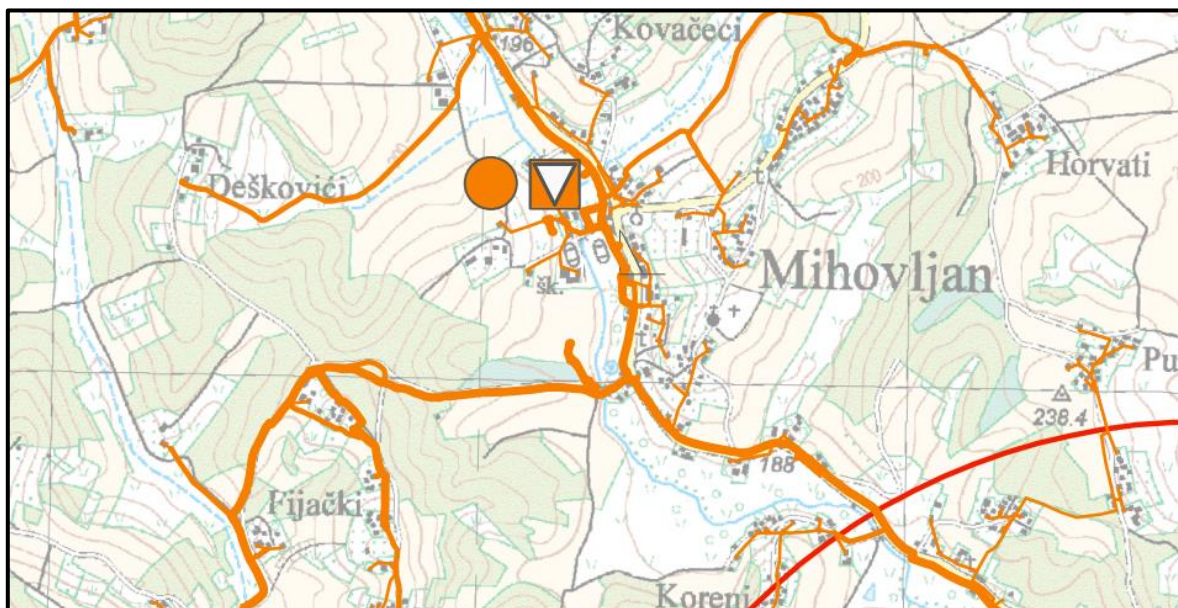 Kovačeci
196
Deškovići
Horvati
200
Mihovljan
šk.
Pu
238.4
188
Fijački
Koreni